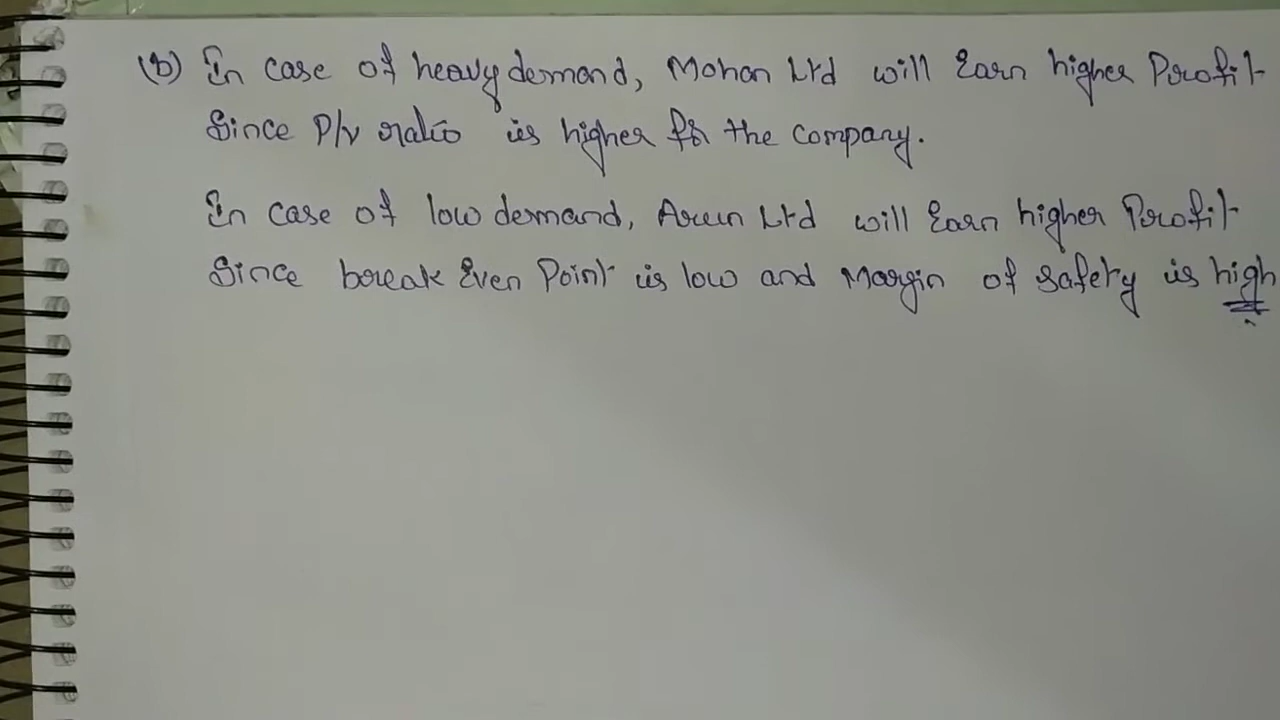 (b) In case of heavy demand, Mohan Ltd will Earn higher Profit
Since P/v ratio is higher for the company.
In case of low demand, Arun Ltd will Earn higher Profit
Since break Even Point is low and Margin of safety is high